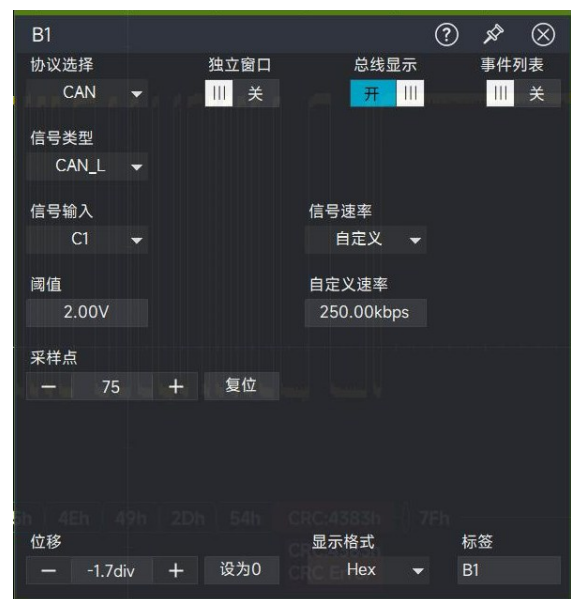 B1
协议选择 独立窗口 总线显示 事件列表
CAN 关 开 关
信号类型
CAN_L
信号输入 信号速率
C1 自定义
阈值 自定义速率
2.00V 250.00kbps
采样点
− 75 + 复位
4Eh 49h 2Dh 54h CRC:4383h 7Fh
位移 显示格式 标签
− -1.7div + 设为0 Hex B1